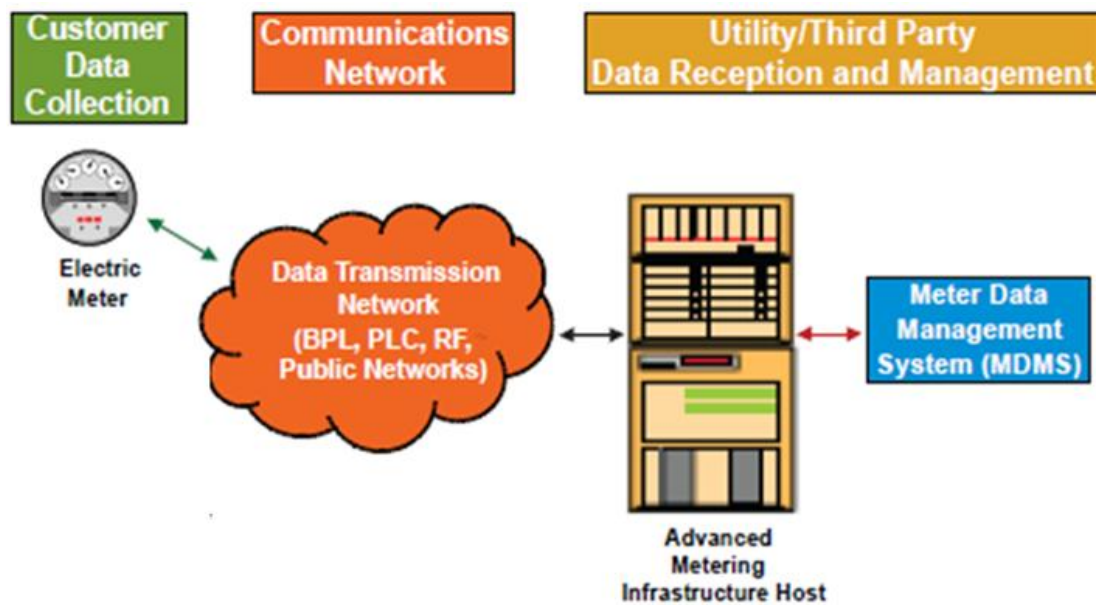 Customer
Data
Collection
Communications
Network
Utility/Third Party
Data Reception and Management
Electric
Meter
Data Transmission
Network
(BPL, PLC, RF,
Public Networks)
Meter Data
Management
System (MDMS)
Advanced
Metering
Infrastructure Host